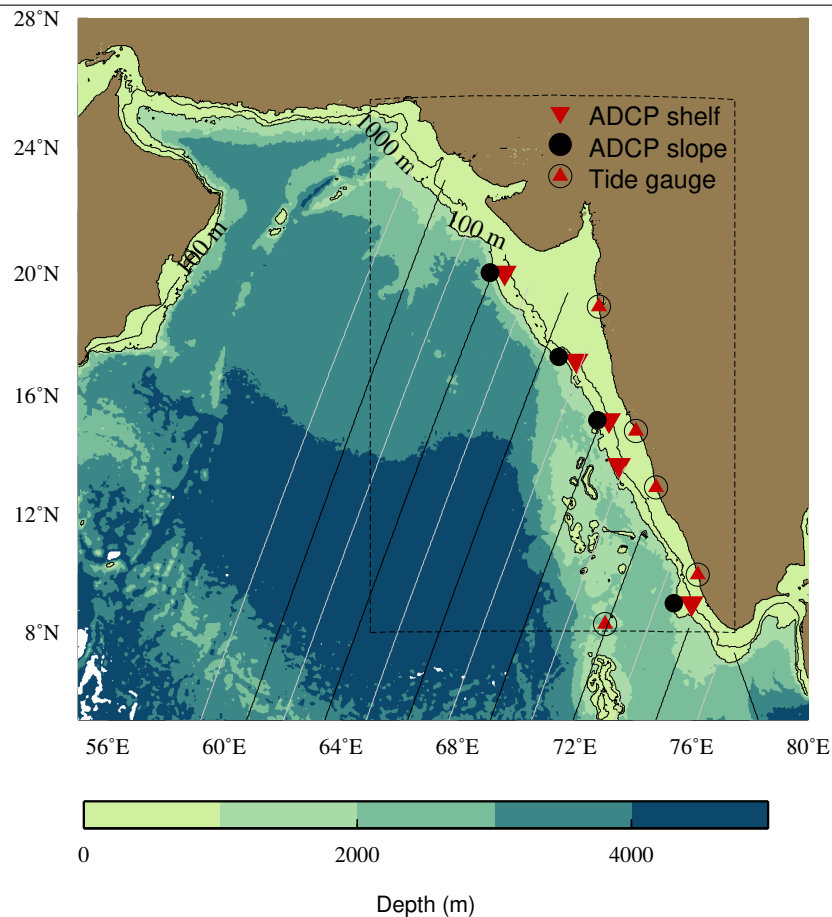 28°N
24°N
20°N
16°N
12°N
8°N
ADCP shelf
ADCP slope
Tide gauge
1000 m
100 m
100 m
56°E 60°E 64°E 68°E 72°E 76°E 80°E
0 2000 4000
Depth (m)